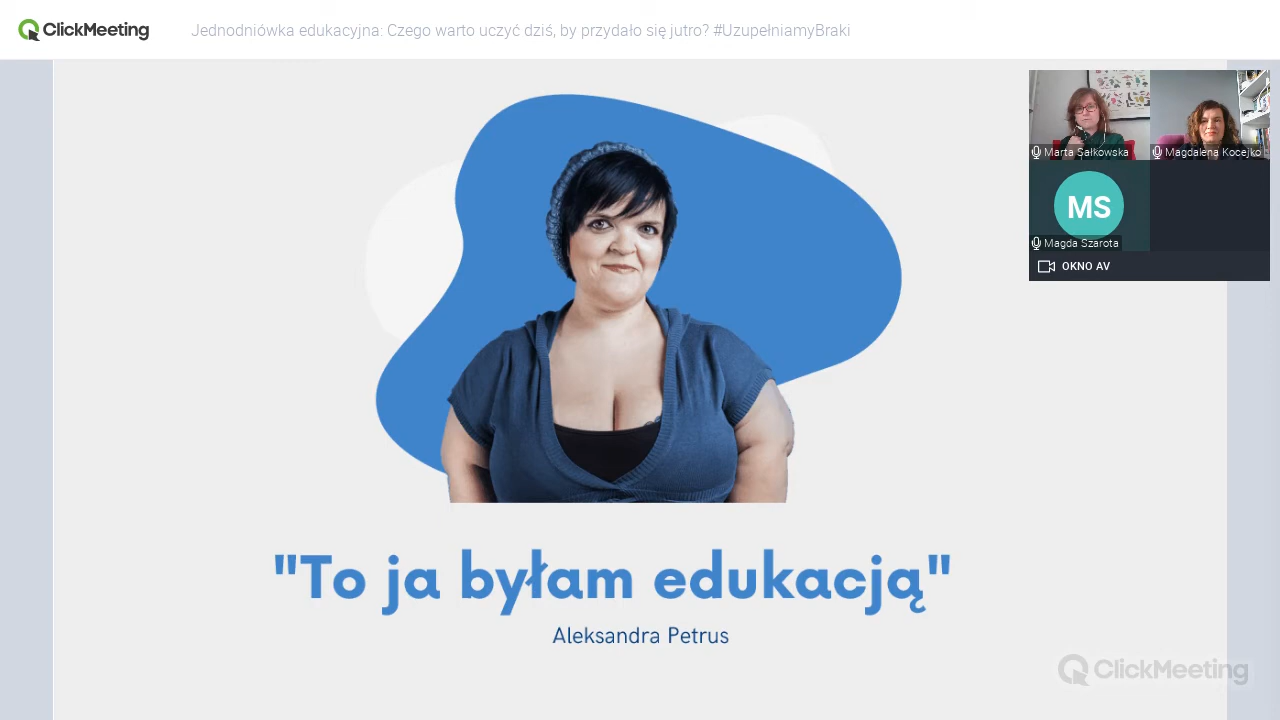 ClickMeeting
Jednodniówka edukacyjna: Czego warto uczyć dziś, by przydało się jutro? #UzupełniamyBraki
Marta Sałkowska
Magdalena Kocejko
MS
Magda Szarota
OKNO AV
"To ja byłam edukacją"
Aleksandra Petrus
ClickMeeting